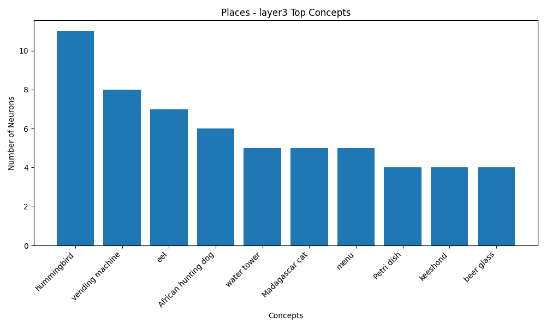 Places - layer3 Top Concepts
Number of Neurons
10
8
6
4
2
0
hummingbird
vending machine
eel
African hunting dog
water tower
Madagascar cat
menu
Petri dish
keeshond
beer glass
Concepts